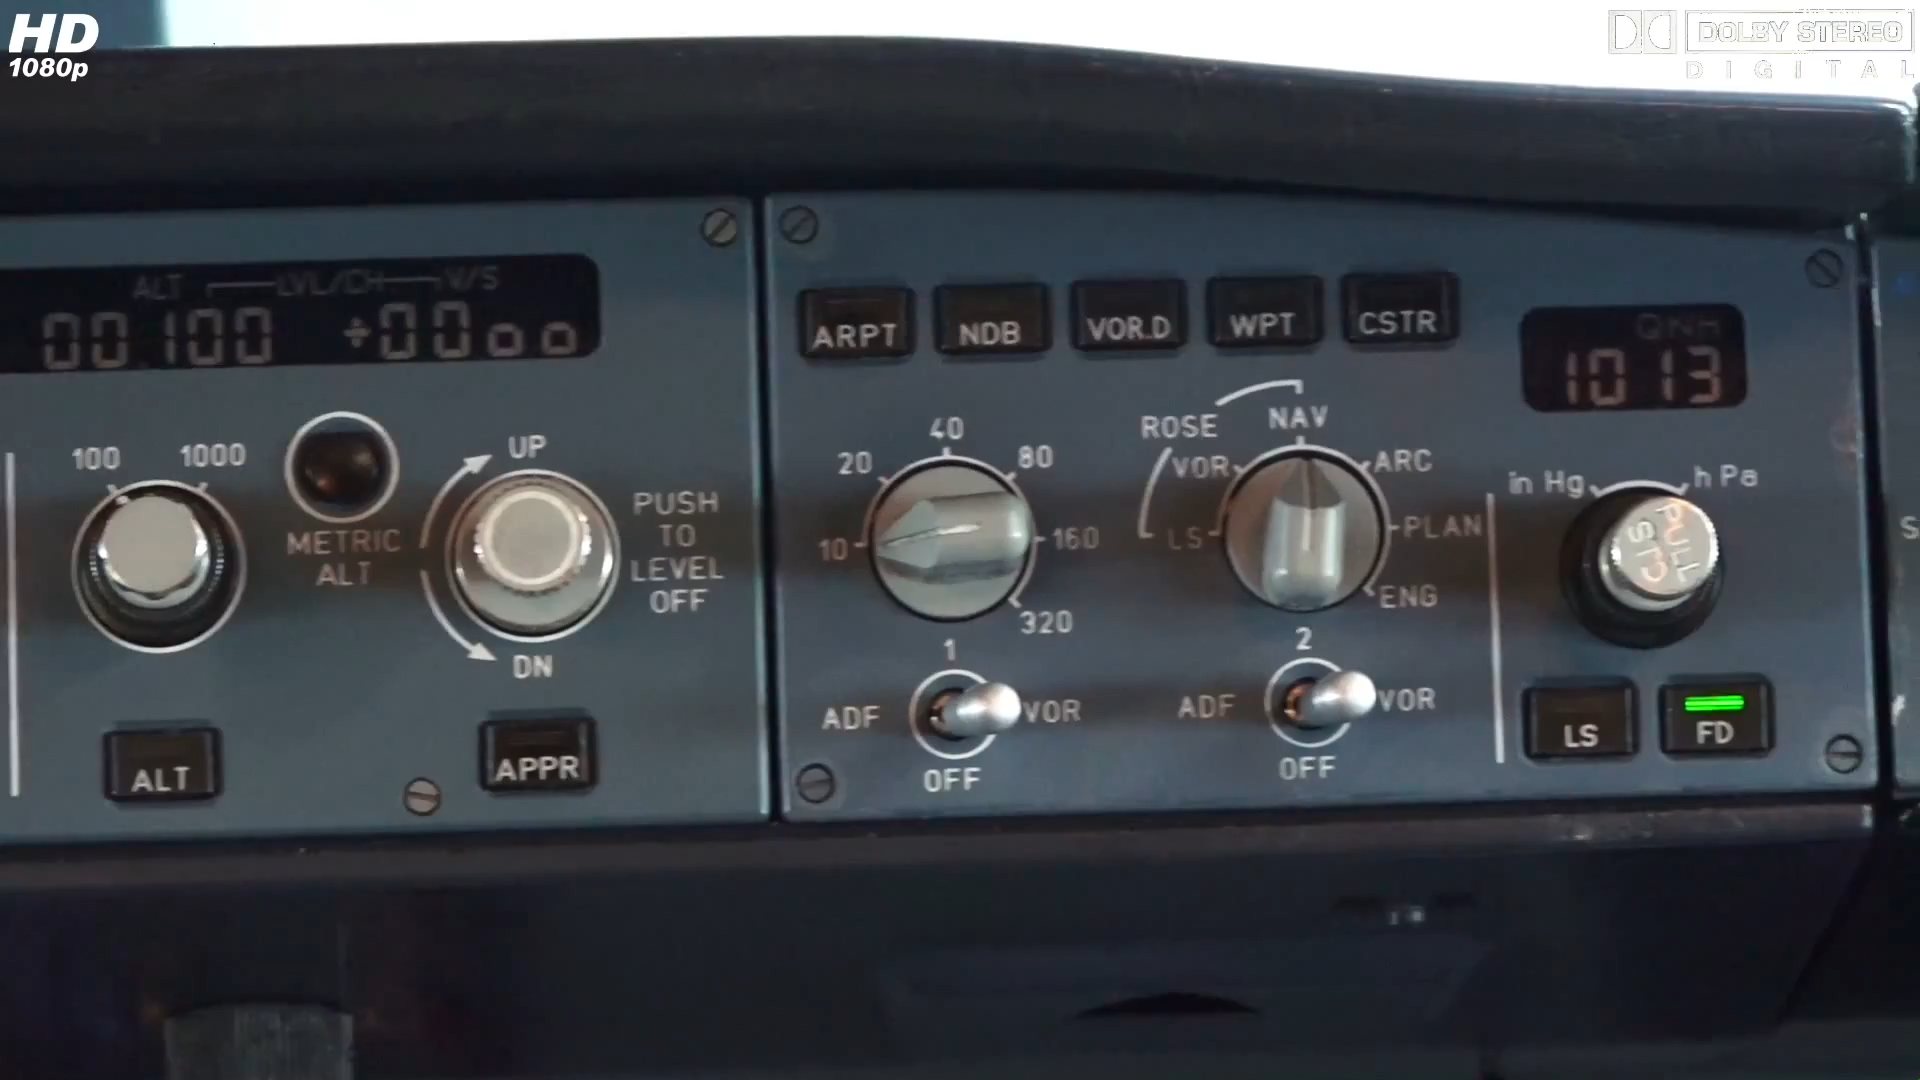 HD
1080p
DOLBY STEREO
DIGITAL
ALT LVL/CH V/S
00100 +00oo
100 1000
METRIC
ALT
UP
DN
PUSH
TO
LEVEL
OFF
ALT
APPR
ARPT NDB VOR.D WPT CSTR
QNH
1013
10 20 40 80 160 320
ROSE
LS VOR NAV ARC PLAN ENG
in Hg hPa
PULL
STD
1
ADF VOR
OFF
2
ADF VOR
OFF
LS FD